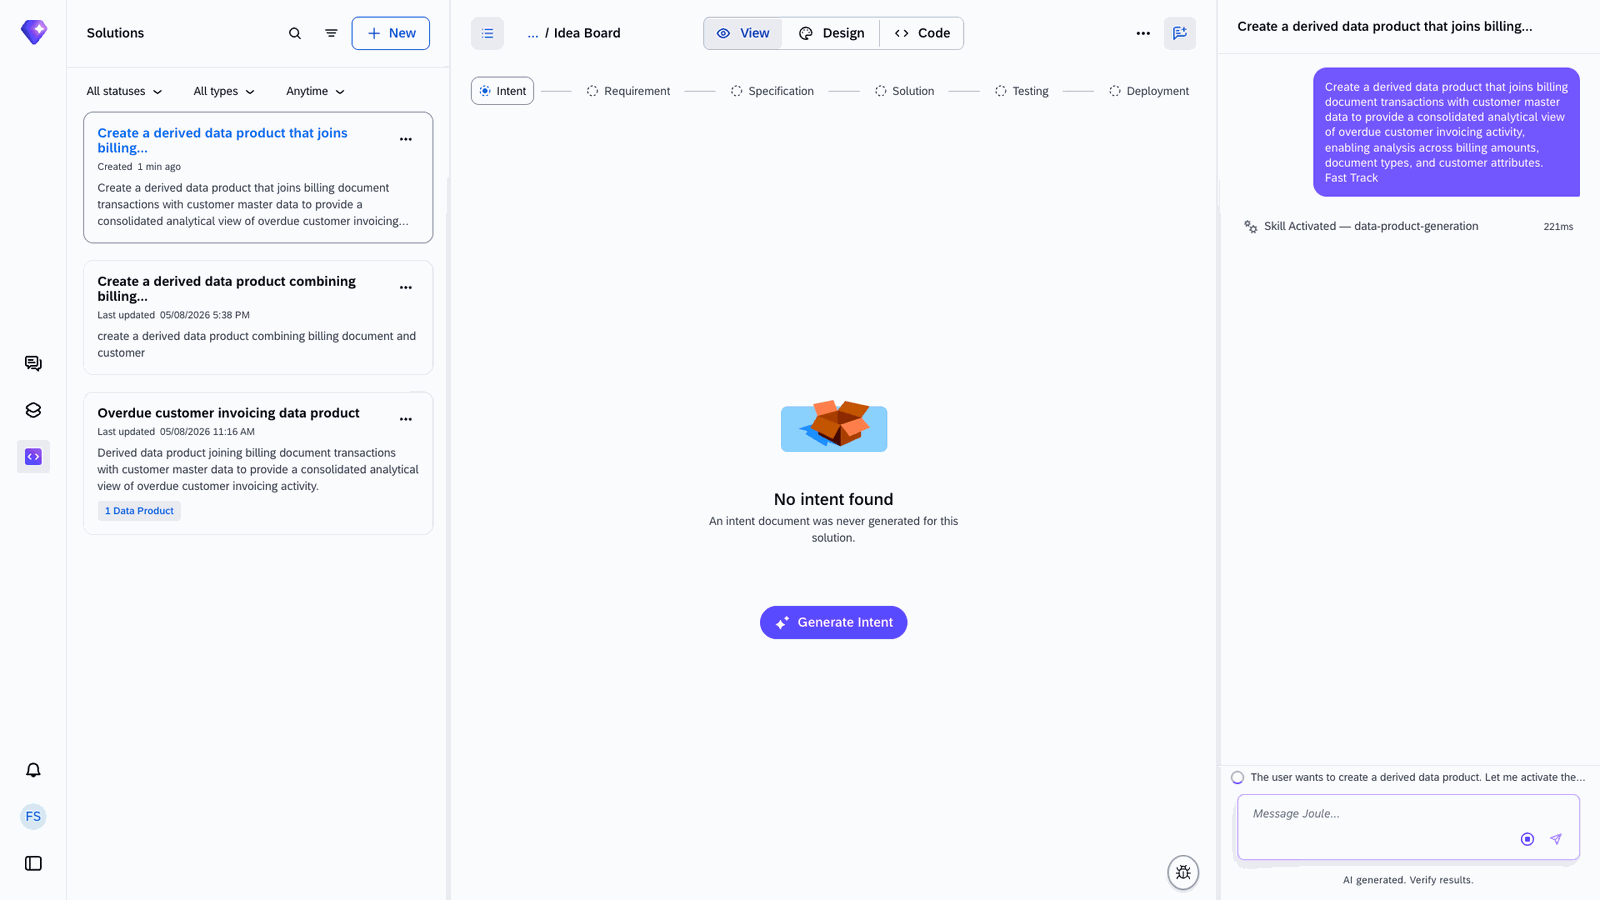 Solutions
New
... / Idea Board
View
Design
Code
Create a derived data product that joins billing...
All statuses
All types
Anytime
Intent
Requirement
Specification
Solution
Testing
Deployment
Create a derived data product that joins
billing...
Created 1 min ago
Create a derived data product that joins billing document
transactions with customer master data to provide a
consolidated analytical view of overdue customer invoicing...
Create a derived data product combining
billing...
Last updated 05/08/2026 5:38 PM
create a derived data product combining billing document and
customer
Overdue customer invoicing data product
Last updated 05/08/2026 11:16 AM
Derived data product joining billing document transactions
with customer master data to provide a consolidated analytical
view of overdue customer invoicing activity.
1 Data Product
FS
No intent found
An intent document was never generated for this
solution.
Generate Intent
Create a derived data product that joins billing
document transactions with customer master
data to provide a consolidated analytical view
of overdue customer invoicing activity,
enabling analysis across billing amounts,
document types, and customer attributes.
Fast Track
Skill Activated — data-product-generation
221ms
The user wants to create a derived data product. Let me activate the...
Message Joule...
AI generated. Verify results.